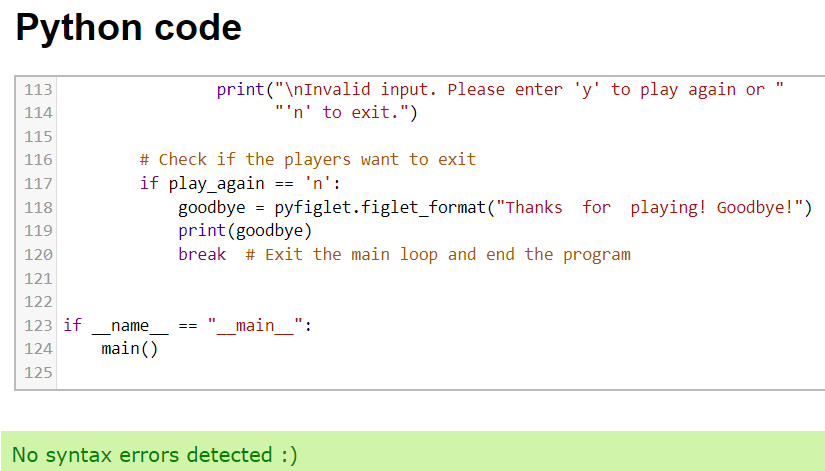 Python code
113 print("\nInvalid input. Please enter 'y' to play again or "
114 "'n' to exit.")
115
116 # Check if the players want to exit
117 if play_again == 'n':
118 goodbye = pyfiglet.figlet_format("Thanks  for  playing! Goodbye!")
119 print(goodbye)
120 break  # Exit the main loop and end the program
121
122
123 if __name__ == "__main__":
124 main()
125
No syntax errors detected :)